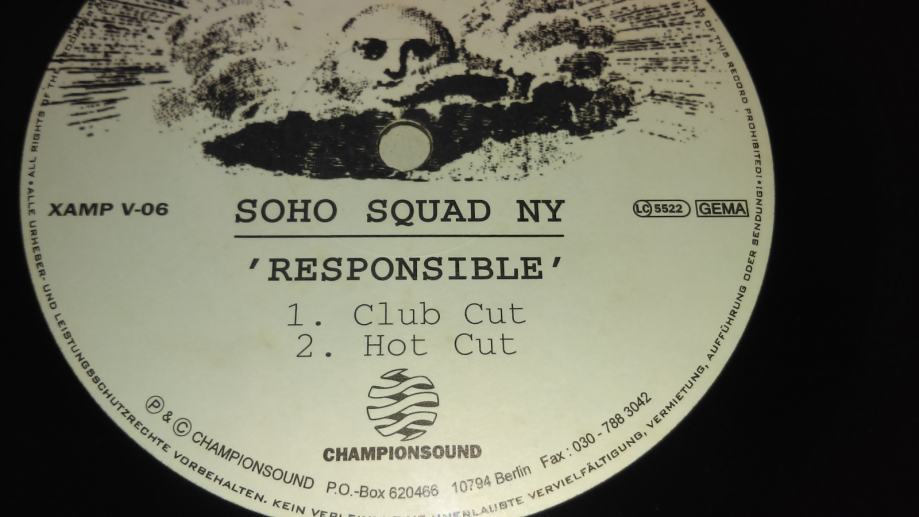 XAMP V-06
SOHO SQUAD NY
LC 5522 GEMA
'RESPONSIBLE'
1. Club Cut
2. Hot Cut
CHAMPIONSOUND
Ⓟ & Ⓒ CHAMPIONSOUND P.O.-Box 620466 10794 Berlin Fax: 030 - 788 3042
ALL RIGHTS OF THE
OF THIS RECORD PROHIBITED!
ALLE URHEBER- UND LEISTUNGSSCHUTZRECHTE VORBEHALTEN. KEIN UNERLAUBTE VERVIELFÄLTIGUNG, VERMIETUNG, AUFFÜHRUNG ODER SENDUNG!